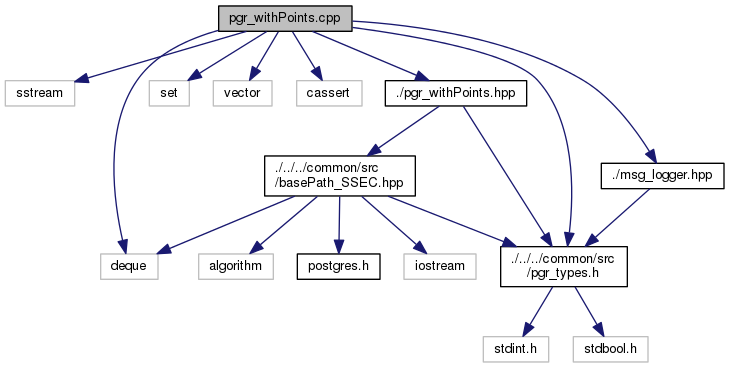 pgr_withPoints.cpp
sstream
set
vector
cassert
./pgr_withPoints.hpp
./../../common/src
/basePath_SSEC.hpp
./msg_logger.hpp
deque
algorithm
postgres.h
iostream
./../../common/src
/pgr_types.h
stdint.h
stdbool.h